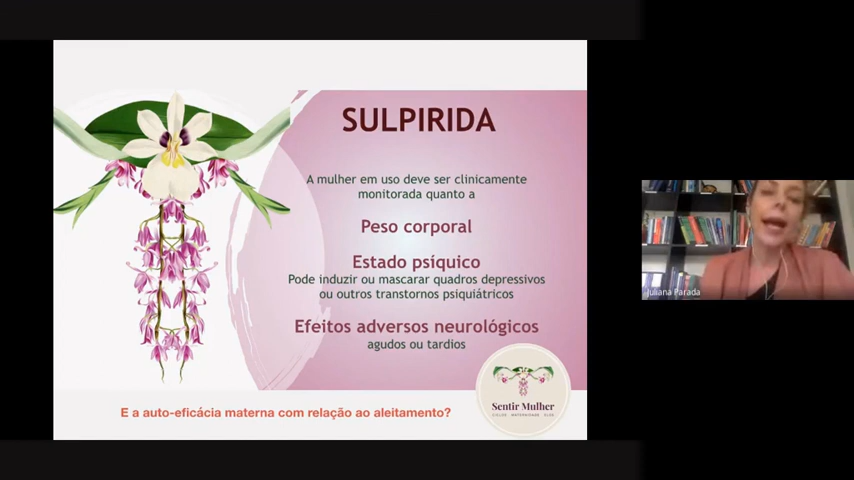 SULPIRIDA
A mulher em uso deve ser clinicamente
monitorada quanto a
Peso corporal
Estado psíquico
Pode induzir ou mascarar quadros depressivos
ou outros transtornos psiquiátricos
Efeitos adversos neurológicos
agudos ou tardios
E a auto-eficácia materna com relação ao aleitamento?
Sentir Mulher
Juliana Parada